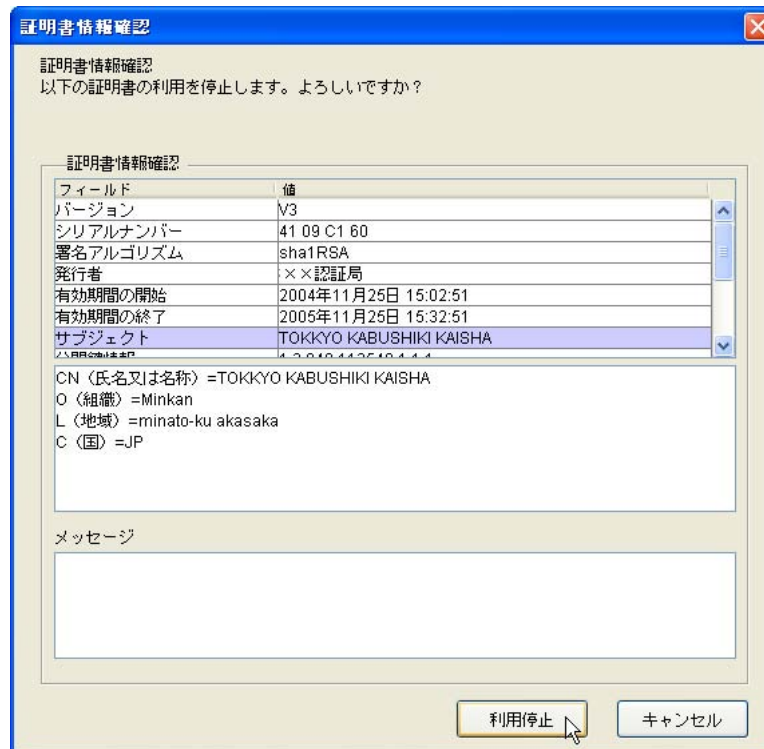 証明書情報確認
証明書情報確認
以下の証明書の利用を停止します。よろしいですか？
証明書情報確認
フィールド 値
バージョン V3
シリアルナンバー 41 09 C1 60
署名アルゴリズム sha1RSA
発行者 ××認証局
有効期間の開始 2004年11月25日 15:02:51
有効期間の終了 2005年11月25日 15:32:51
サブジェクト TOKKYO KABUSHIKI KAISHA
CN（氏名又は名称）=TOKKYO KABUSHIKI KAISHA
O（組織）=Minkan
L（地域）=minato-ku akasaka
C（国）=JP
メッセージ
利用停止 キャンセル